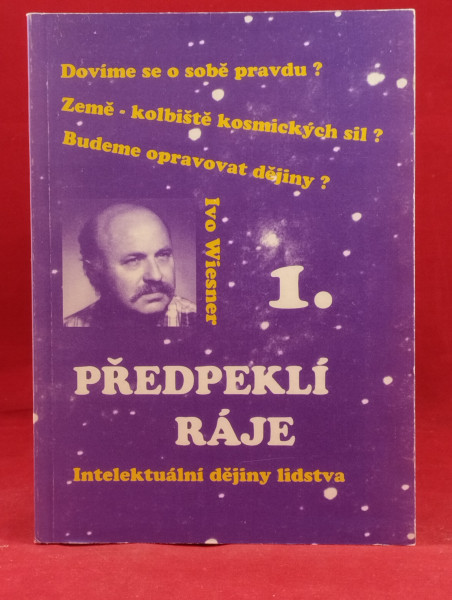 Dovíme se o sobě pravdu ?
Země - kolbiště kosmických sil ?
Budeme opravovat dějiny ?
Ivo Wiesner
1.
PŘEDPEKLÍ
RÁJE
Intelektuální dějiny lidstva